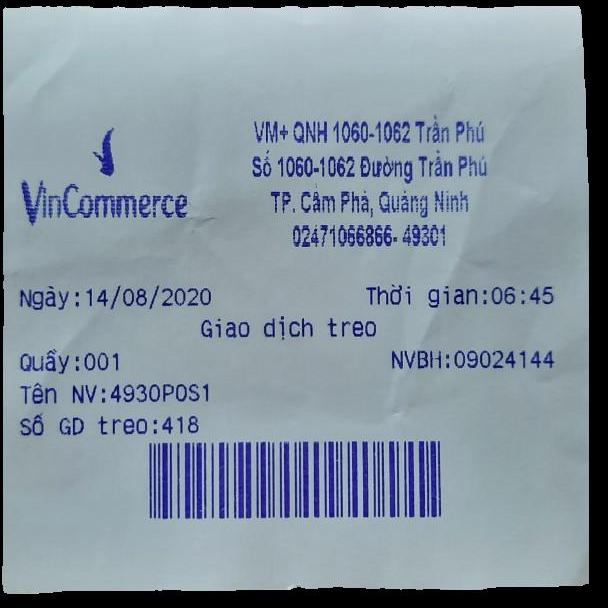 VinCommerce
VM+ QNH 1060-1062 Trần Phú
Số 1060-1062 Đường Trần Phú
TP. Cẩm Phả, Quảng Ninh
02471066866- 49301
Ngày:14/08/2020 Thời gian:06:45
Giao dịch treo
Quầy:001 NVBH:09024144
Tên NV:4930POS1
Số GD treo:418